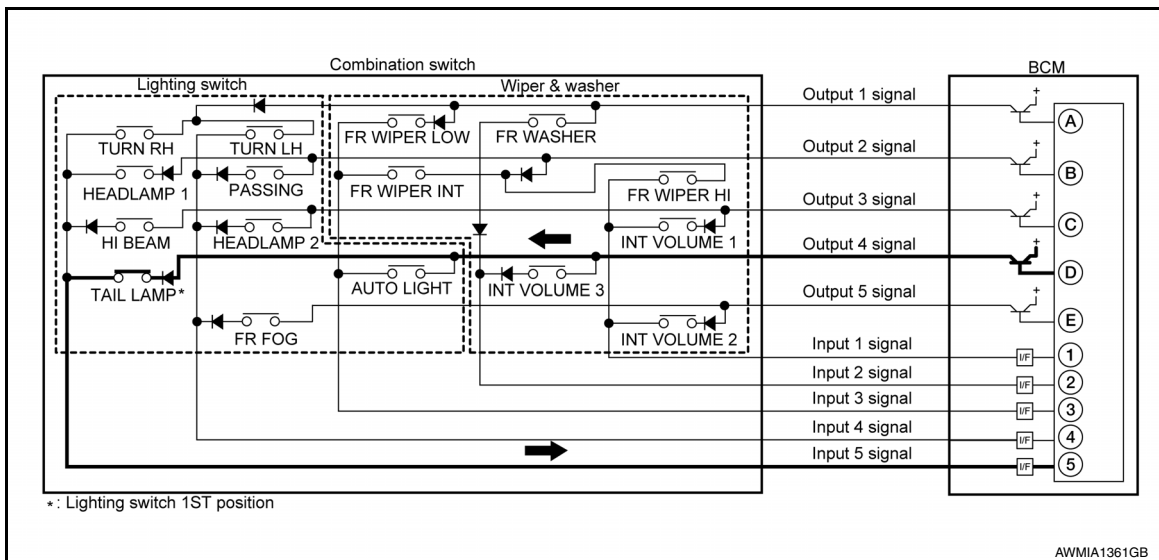 Combination switch
BCM
Lighting switch
Wiper & washer
Output 1 signal
+
A
TURN RH
TURN LH
FR WIPER LOW
FR WASHER
Output 2 signal
+
B
HEADLAMP 1
PASSING
FR WIPER INT
FR WIPER HI
Output 3 signal
+
C
HI BEAM
HEADLAMP 2
INT VOLUME 1
Output 4 signal
+
D
TAIL LAMP*
AUTO LIGHT
INT VOLUME 3
Output 5 signal
+
E
FR FOG
INT VOLUME 2
Input 1 signal
I/F
1
Input 2 signal
I/F
2
Input 3 signal
I/F
3
Input 4 signal
I/F
4
Input 5 signal
I/F
5
*: Lighting switch 1ST position
AWMIA1361GB